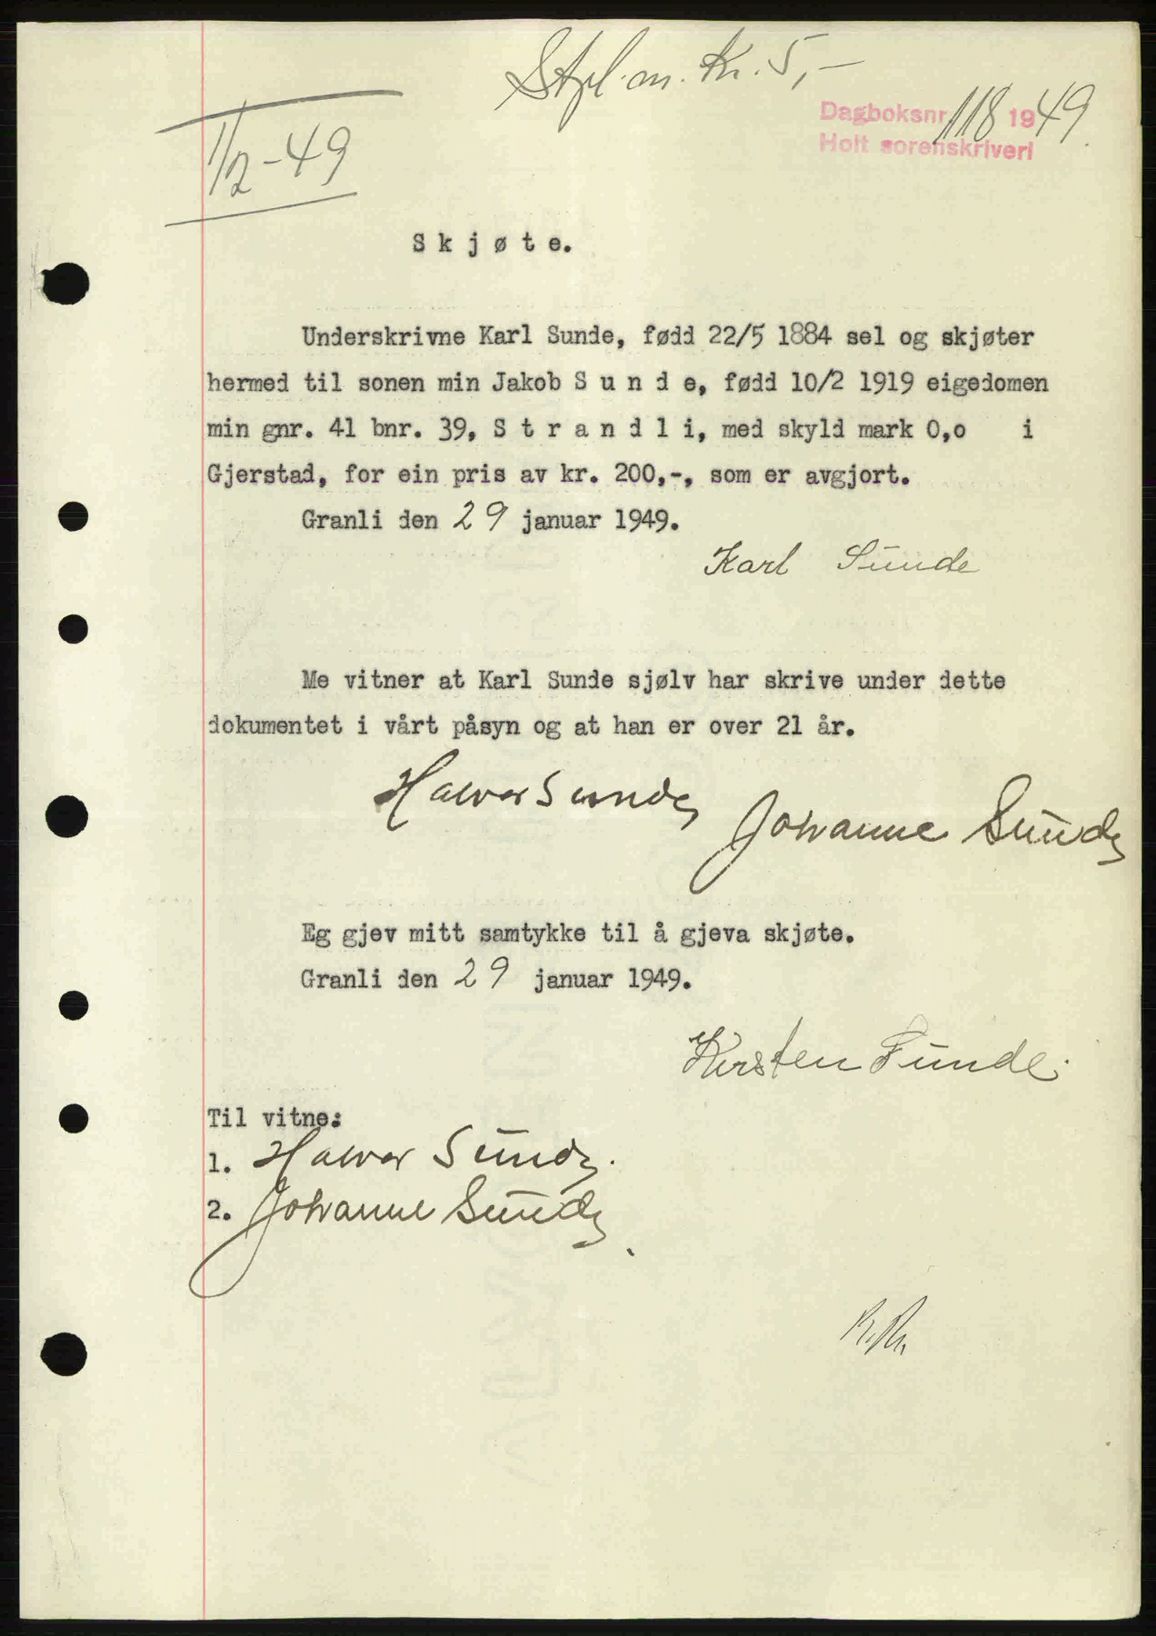 Stpl.m. Kr. 5,-
Dagboksnr 118 1949.
Holt sorenskriveri
1/2-49
Skjøte.
Underskrivne Karl Sunde, fødd 22/5 1884 sel og skjøter
hermed til sonen min Jakob Sunde, fødd 10/2 1919 eigedomen
min gnr. 41 bnr. 39, Strandli, med skyld mark 0,o i
Gjerstad, for ein pris av kr. 200,-, som er avgjort.
Granli den 29 januar 1949.
Karl Sunde
Me vitner at Karl Sunde sjølv har skrive under dette
dokumentet i vårt påsyn og at han er over 21 år.
Halvor Sunde
Johanne Sunde
Eg gjev mitt samtykke til å gjeva skjøte.
Granli den 29 januar 1949.
Kirsten Sunde.
Til vitne:
1. Halvor Sunde.
2. Johanne Sunde.